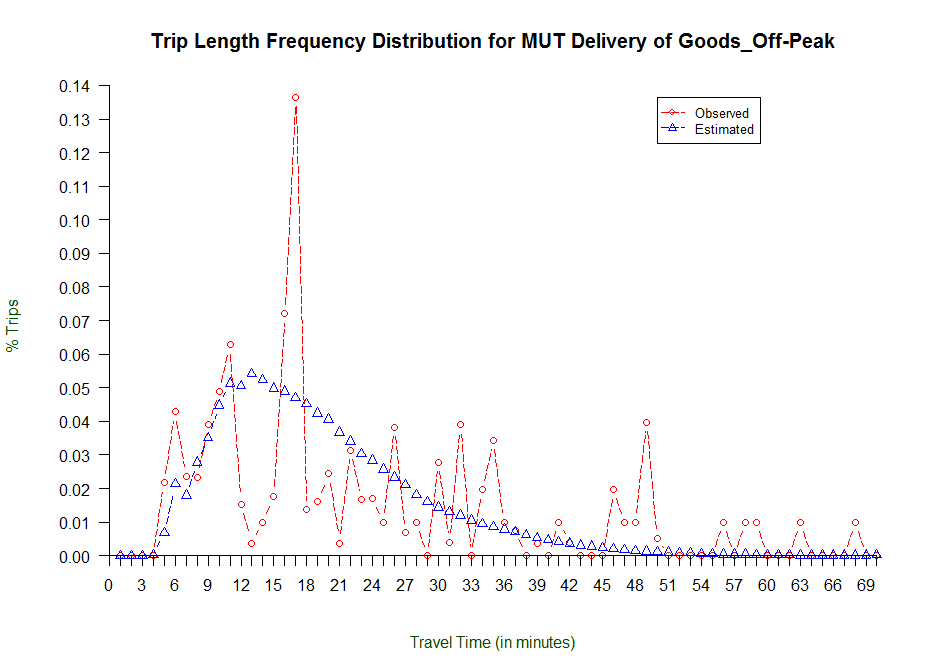 Trip Length Frequency Distribution for MUT Delivery of Goods_Off-Peak
0.14
0.13
0.12
0.11
0.10
0.09
0.08
0.07
0.06
0.05
0.04
0.03
0.02
0.01
0.00
% Trips
Observed
Estimated
0 3 6 9 12 15 18 21 24 27 30 33 36 39 42 45 48 51 54 57 60 63 66 69
Travel Time (in minutes)